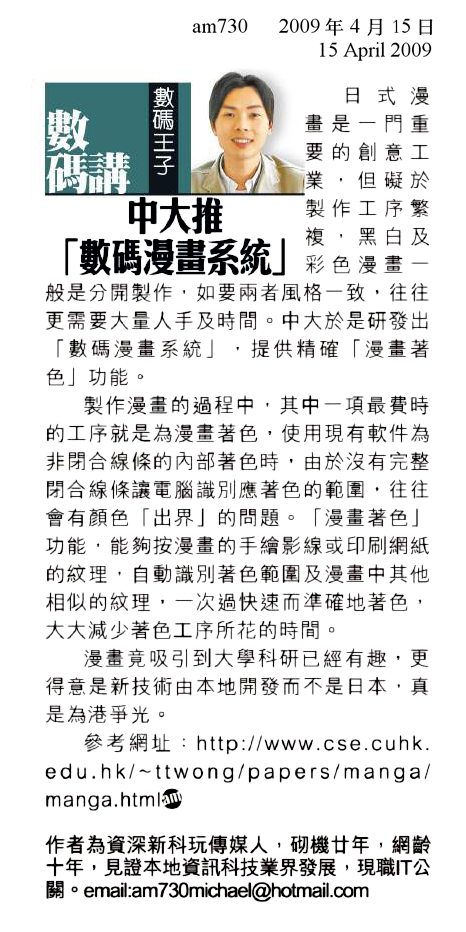 am730 2009年4月15日
15 April 2009
數碼講
數碼王子
中大推
「數碼漫畫系統」
日式漫
畫是一門重
要的創意工
業，但礙於
製作工序繁
複，黑白及
彩色漫畫一
般是分開製作，如要兩者風格一致，往往
更需要大量人手及時間。中大於是研發出
「數碼漫畫系統」，提供精確「漫畫著
色」功能。
製作漫畫的過程中，其中一項最費時
的工序就是為漫畫著色，使用現有軟件為
非閉合線條的內部著色時，由於沒有完整
閉合線條讓電腦識別應著色的範圍，往往
會有顏色「出界」的問題。「漫畫著色」
功能，能夠按漫畫的手繪影線或印刷網紙
的紋理，自動識別著色範圍及漫畫中其他
相似的紋理，一次過快速而準確地著色，
大大減少著色工序所花的時間。
漫畫竟吸引到大學科研已經有趣，更
得意是新技術由本地開發而不是日本，真
是為港爭光。
參考網址：http://www.cse.cuhk.
edu.hk/~ttwong/papers/manga/
manga.html am
作者為資深新科玩傳媒人，砌機廿年，網齡
十年，見證本地資訊科技業界發展，現職IT公
關。email:am730michael@hotmail.com